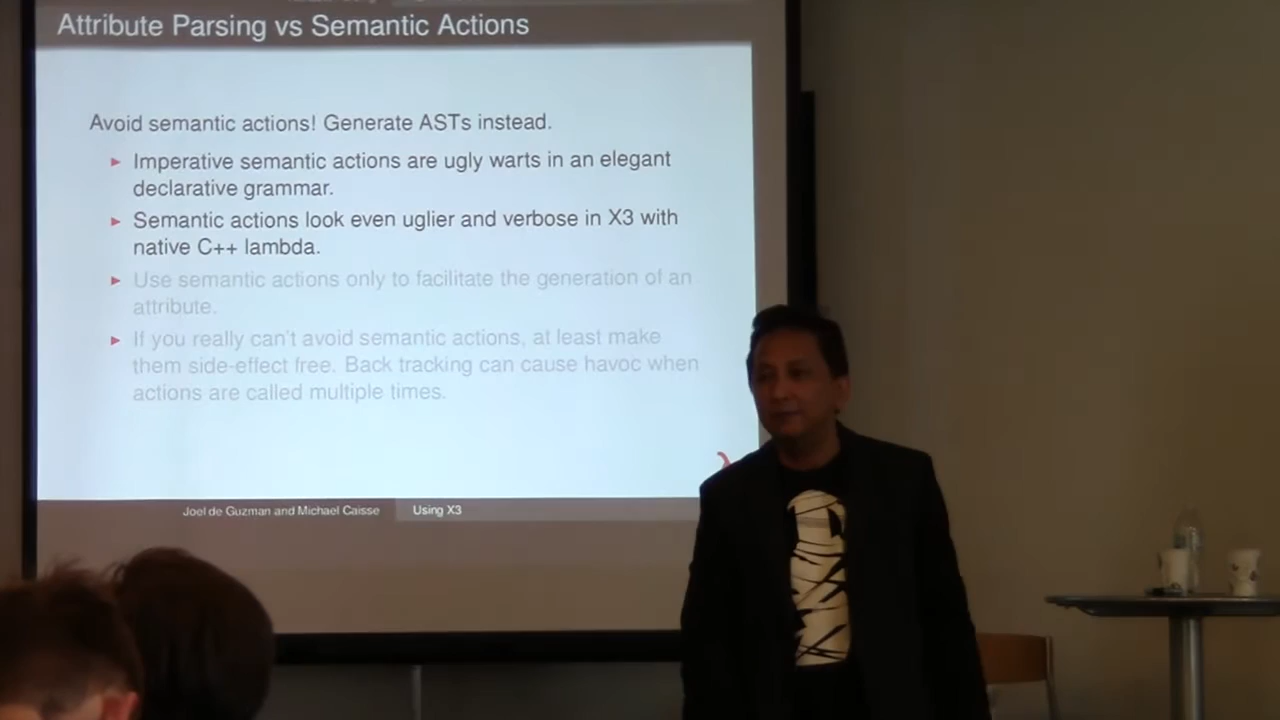 Attribute Parsing vs Semantic Actions
Avoid semantic actions! Generate ASTs instead.
Imperative semantic actions are ugly warts in an elegant
declarative grammar.
Semantic actions look even uglier and verbose in X3 with
native C++ lambda.
Use semantic actions only to facilitate the generation of an
attribute.
If you really can't avoid semantic actions, at least make
them side-effect free. Back tracking can cause havoc when
actions are called multiple times.
Joel de Guzman and Michael Caisse
Using X3